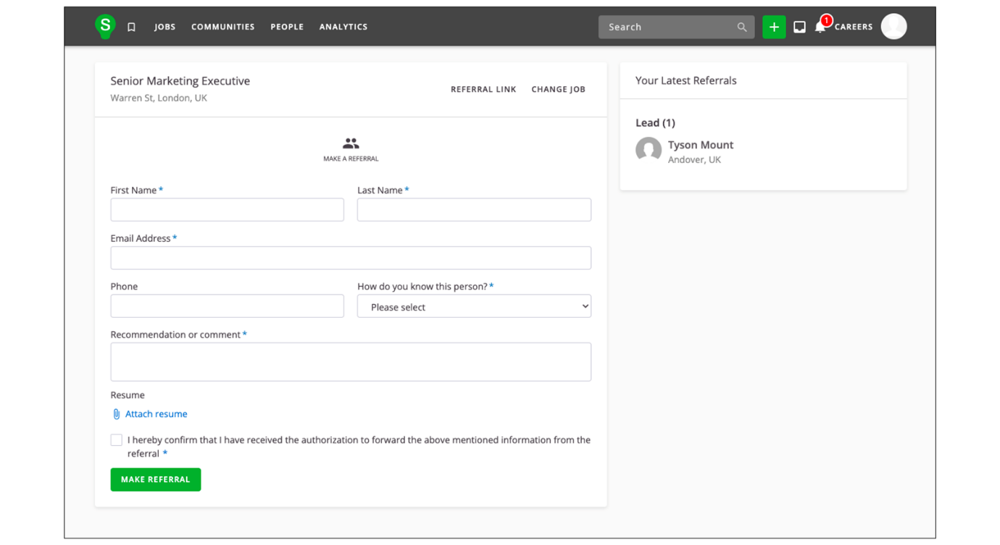 S
JOBS COMMUNITIES PEOPLE ANALYTICS
Search
+
1
CAREERS
Senior Marketing Executive
Warren St, London, UK
REFERRAL LINK CHANGE JOB
MAKE A REFERRAL
First Name *
Last Name *
Email Address *
Phone
How do you know this person? *
Please select
Recommendation or comment *
Resume
Attach resume
I hereby confirm that I have received the authorization to forward the above mentioned information from the
referral *
MAKE REFERRAL
Your Latest Referrals
Lead (1)
Tyson Mount
Andover, UK